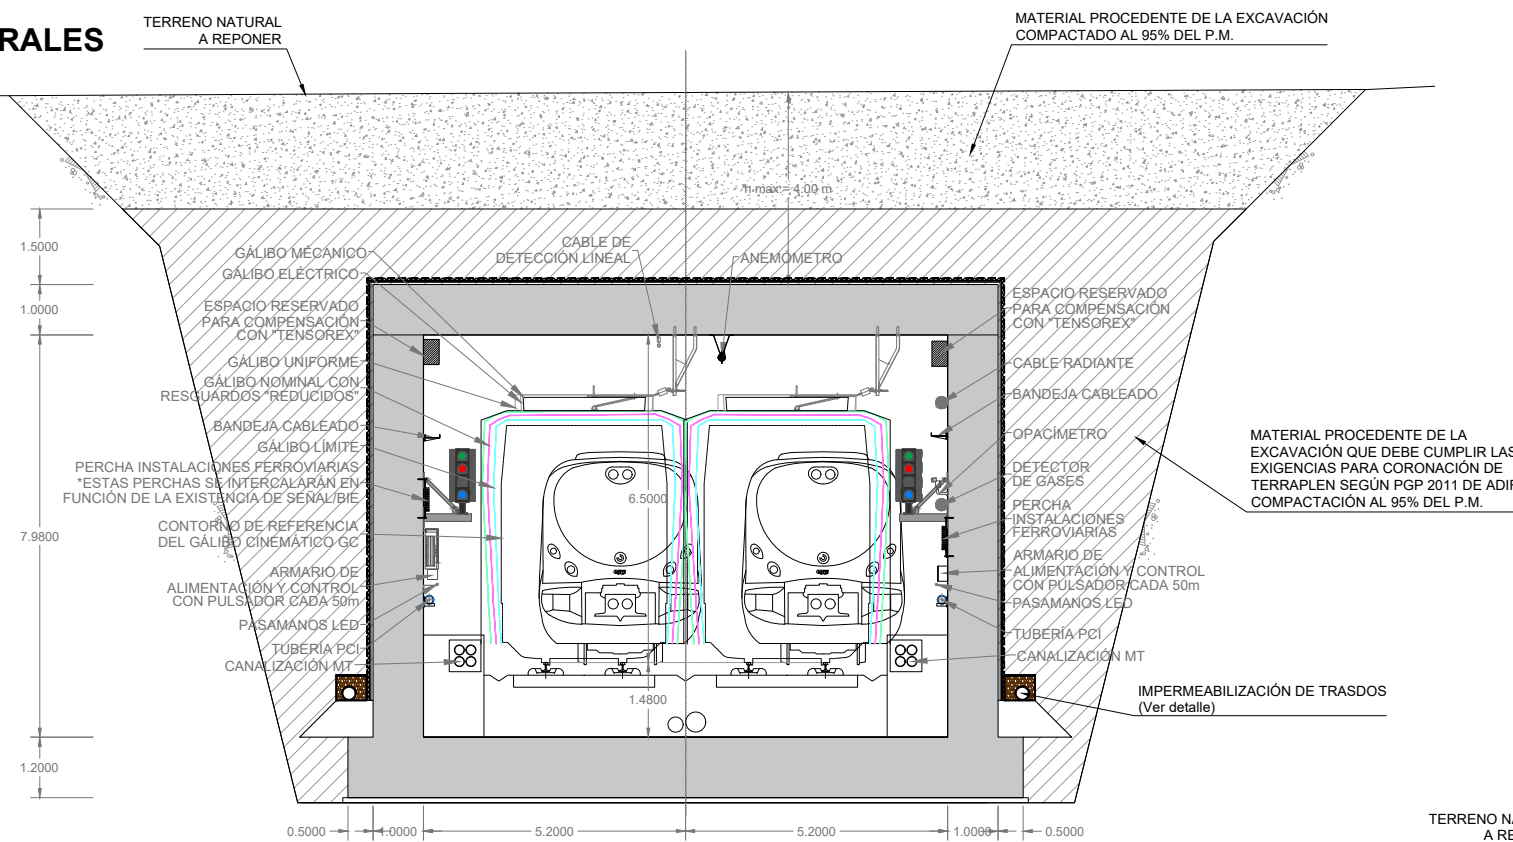 RALES
TERRENO NATURAL
A REPONER
MATERIAL PROCEDENTE DE LA EXCAVACIÓN
COMPACTADO AL 95% DEL P.M.
h max = 4.00 m
1.5000
1.0000
7.9800
1.2000
GÁLIBO MECANICO
GÁLIBO ELÉCTRICO
ESPACIO RESERVADO
PARA COMPENSACIÓN
CON "TENSOREX"
GÁLIBO UNIFORME
GÁLIBO NOMINAL CON
RESGUARDOS "REDUCIDOS"
BANDEJA CABLEADO
GÁLIBO LÍMITE
PERCHA INSTALACIONES FERROVIARIAS
*ESTAS PERCHAS SE INTERCALARÁN EN
FUNCIÓN DE LA EXISTENCIA DE SEÑAL/BIE
CONTORNO DE REFERENCIA
DEL GÁLIBO CINEMÁTICO GC
ARMARIO DE
ALIMENTACIÓN Y CONTROL
CON PULSADOR CADA 50m
PASAMANOS LED
TUBERÍA PCI
CANALIZACIÓN MT
CABLE DE
DETECCIÓN LINEAL
ANEMÓMETRO
6.5000
1.4800
ESPACIO RESERVADO
PARA COMPENSACIÓN
CON "TENSOREX"
CABLE RADIANTE
BANDEJA CABLEADO
OPACÍMETRO
DETECTOR
DE GASES
PERCHA
INSTALACIONES
FERROVIARIAS
ARMARIO DE
ALIMENTACIÓN Y CONTROL
CON PULSADOR CADA 50m
PASAMANOS LED
TUBERÍA PCI
CANALIZACIÓN MT
MATERIAL PROCEDENTE DE LA
EXCAVACIÓN QUE DEBE CUMPLIR LAS
EXIGENCIAS PARA CORONACIÓN DE
TERRAPLEN SEGÚN PGP 2011 DE ADIF
COMPACTACIÓN AL 95% DEL P.M.
IMPERMEABILIZACIÓN DE TRASDOS
(Ver detalle)
0.5000 1.0000 5.2000 5.2000 1.0000 0.5000
TERRENO NA
A RE